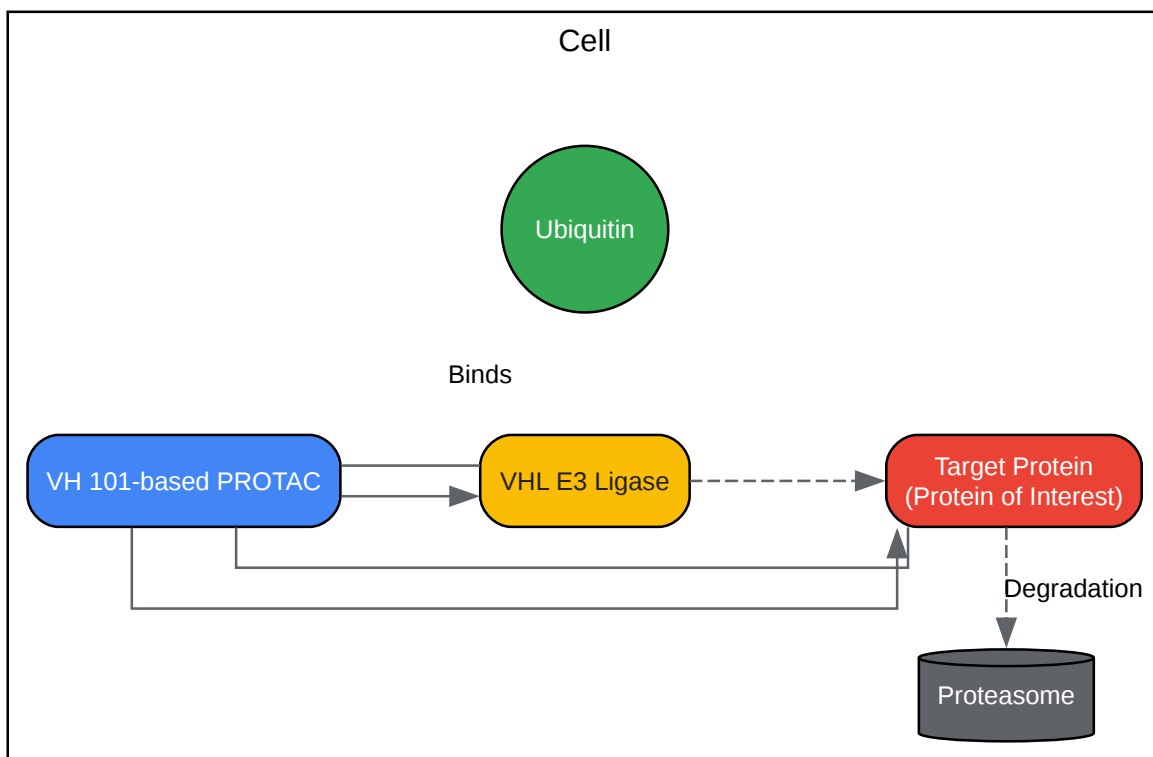 Cell
Ubiquitin
Binds
VH 101-based PROTAC
VHL E3 Ligase
Target Protein
(Protein of Interest)
Degradation
Proteasome